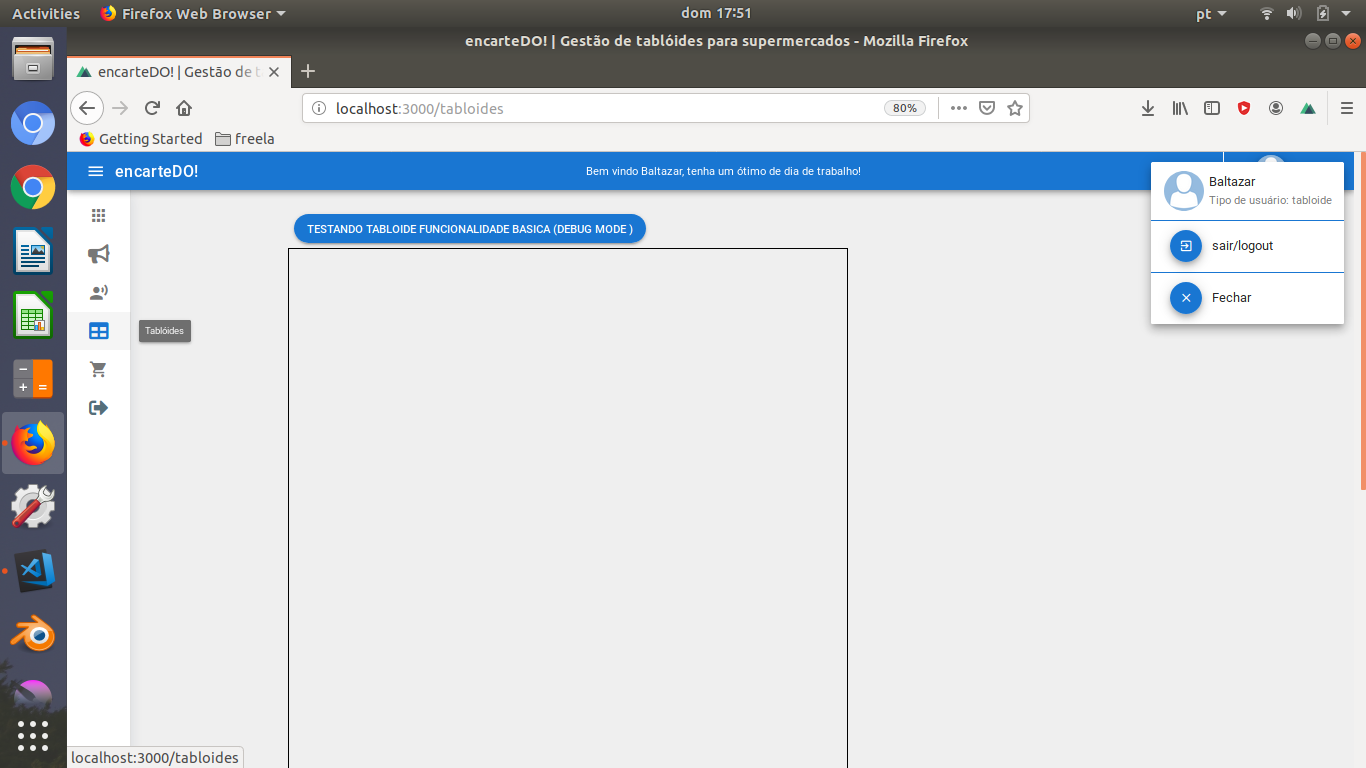 Activities
Firefox Web Browser
dom 17:51
pt
encarteDO! | Gestão de tablóides para supermercados - Mozilla Firefox
encarteDO! | Gestão de t
localhost:3000/tabloides
80%
Getting Started
freela
encarteDO!
Bem vindo Baltazar, tenha um ótimo de dia de trabalho!
Baltazar
Tipo de usuário: tabloide
sair/logout
Fechar
TESTANDO TABLOIDE FUNCIONALIDADE BASICA (DEBUG MODE )
Tablóides
localhost:3000/tabloides